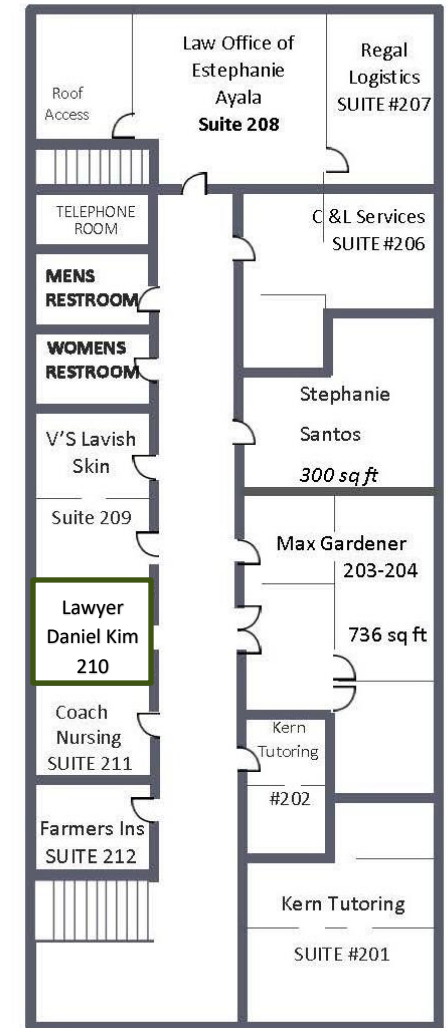 Roof
Access
Law Office of
Estephanie
Ayala
Suite 208
Regal
Logistics
SUITE #207
TELEPHONE
ROOM
C &L Services
SUITE #206
MENS
RESTROOM
WOMENS
RESTROOM
Stephanie
Santos
300 sq ft
V'S Lavish
Skin
Suite 209
Max Gardener
203-204
736 sq ft
Lawyer
Daniel Kim
210
Coach
Nursing
SUITE 211
Kern
Tutoring
#202
Farmers Ins
SUITE 212
Kern Tutoring
SUITE #201